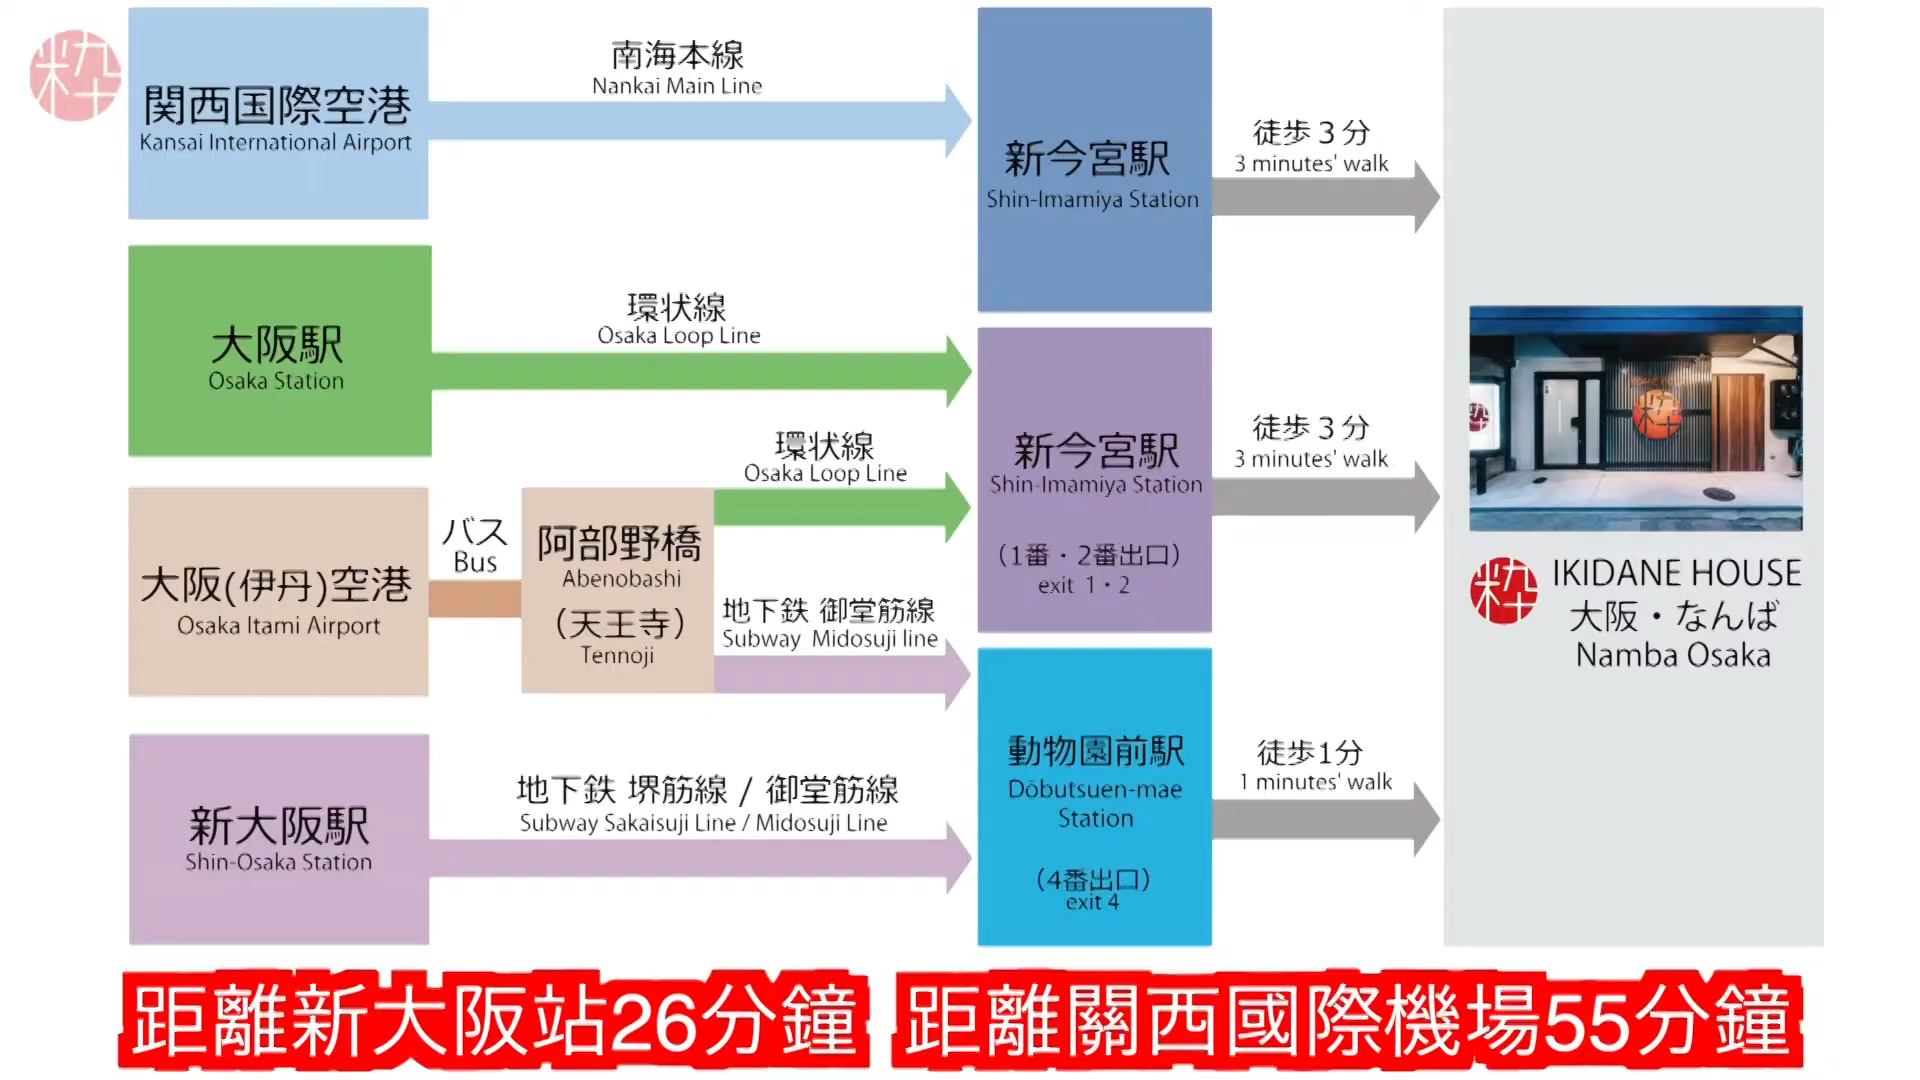 粋
関西国際空港
Kansai International Airport
南海本線
Nankai Main Line
新今宮駅
Shin-Imamiya Station
徒歩3分
3 minutes' walk
大阪駅
Osaka Station
環状線
Osaka Loop Line
環状線
Osaka Loop Line
新今宮駅
Shin-Imamiya Station
(1番・2番出口)
exit 1・2
徒歩3分
3 minutes' walk
大阪(伊丹)空港
Osaka Itami Airport
バス
Bus
阿部野橋
Abenobashi
(天王寺)
Tennoji
地下鉄 御堂筋線
Subway Midosuji line
新大阪駅
Shin-Osaka Station
地下鉄 堺筋線 / 御堂筋線
Subway Sakaisuji Line / Midosuji Line
動物園前駅
Dōbutsuen-mae
Station
(4番出口)
exit 4
徒歩1分
1 minutes' walk
粋
粋
粋
IKIDANE HOUSE
大阪・なんば
Namba Osaka
距離新大阪站26分鐘
距離關西國際機場55分鐘